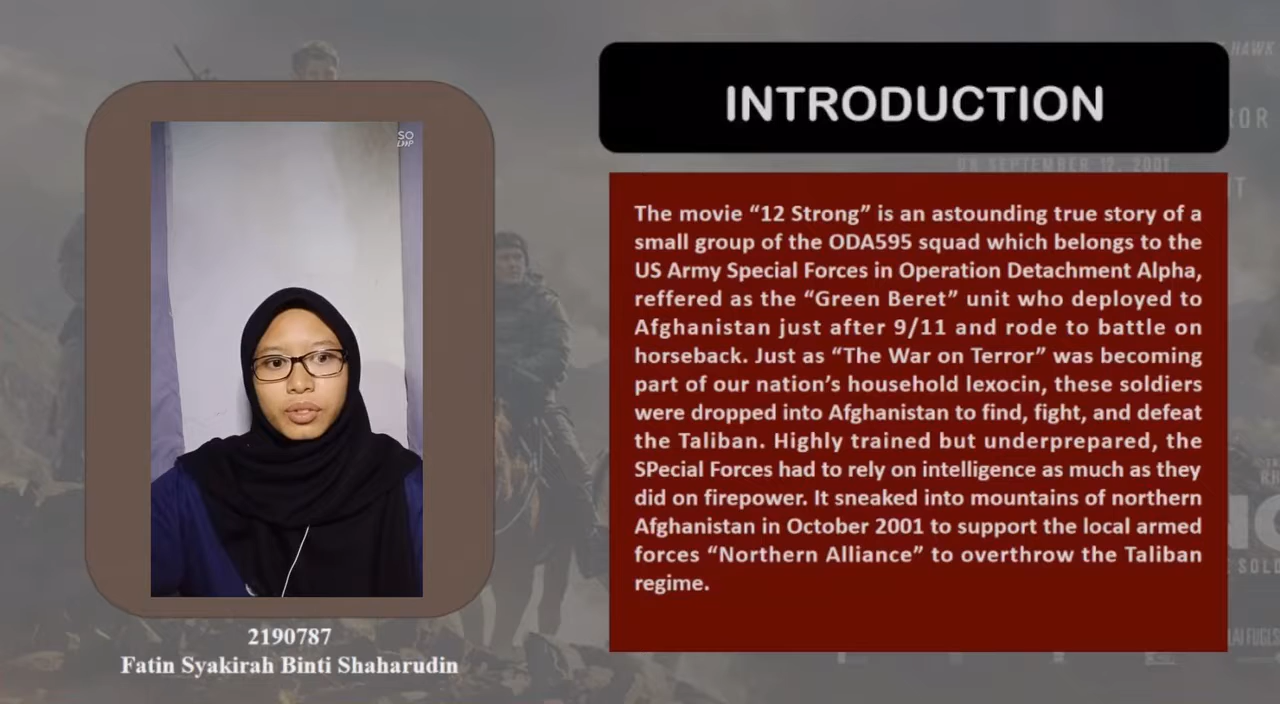 INTRODUCTION
The movie “12 Strong” is an astounding true story of a
small group of the ODA595 squad which belongs to the
US Army Special Forces in Operation Detachment Alpha,
reffered as the “Green Beret” unit who deployed to
Afghanistan just after 9/11 and rode to battle on
horseback. Just as “The War on Terror” was becoming
part of our nation’s household lexocin, these soldiers
were dropped into Afghanistan to find, fight, and defeat
the Taliban. Highly trained but underprepared, the
SPecial Forces had to rely on intelligence as much as they
did on firepower. It sneaked into mountains of northern
Afghanistan in October 2001 to support the local armed
forces “Northern Alliance” to overthrow the Taliban
regime.
2190787
Fatin Syakirah Binti Shaharudin
SO
HAWK
ON SEPTEMBER 12, 2001